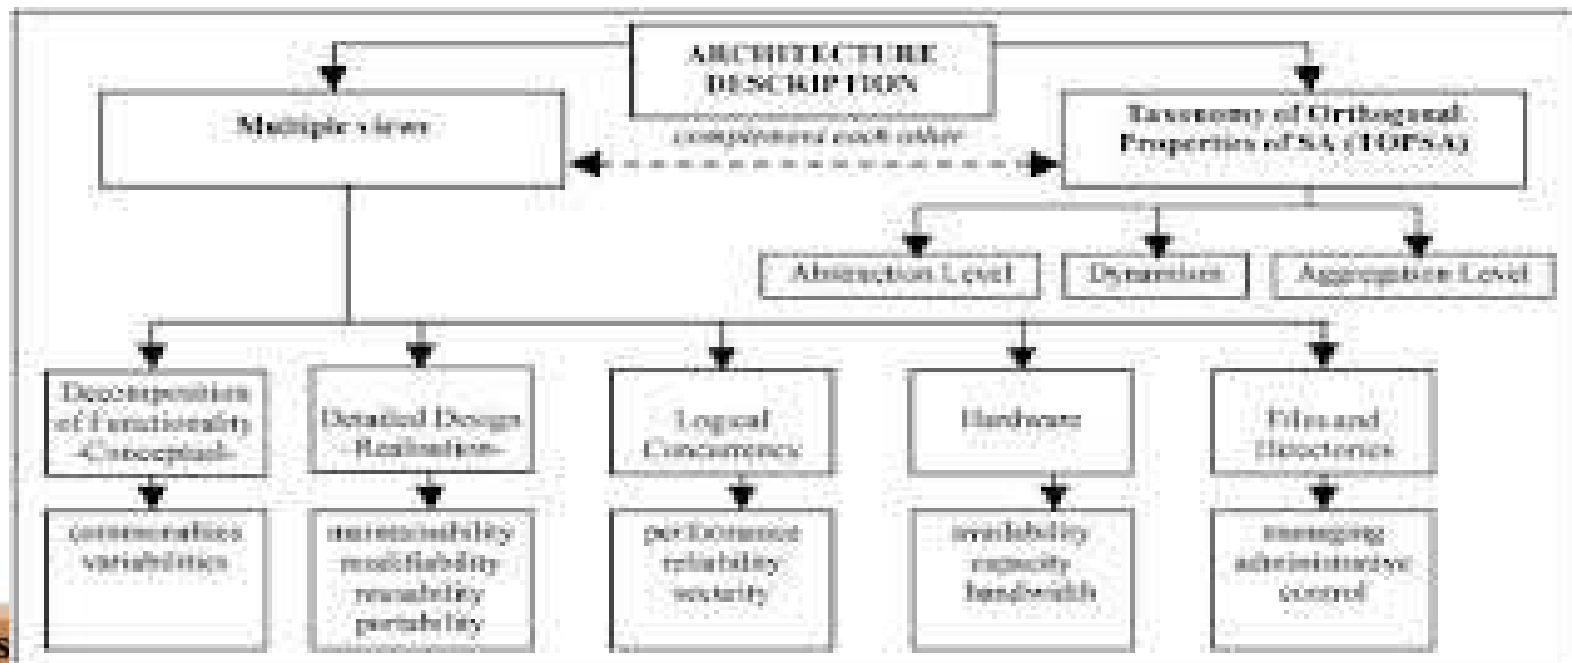 ARCHITECTURE
DESCRIPTION
Multiple views
complement each other
Taxonomy of Orthogonal
Properties of SA (TOPSA)
Abstraction Level
Dynamism
Aggregation Level
Decomposition
of Functionality
-Conceptual-
Detailed Design
-Realisation-
Logical
Concurrency
Hardware
Files and
Directories
commonalties
variabilities
maintainability
modifiability
reusability
portability
performance
reliability
security
availability
capacity
bandwidth
managing
administrative
control
s